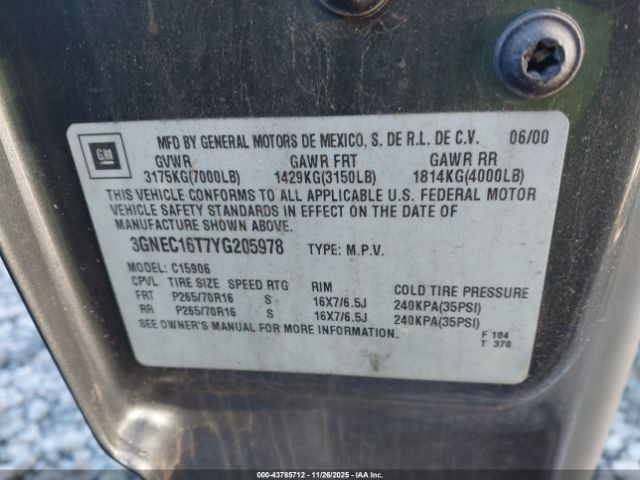 GM
MFD BY GENERAL MOTORS DE MEXICO, S. DE R.L. DE C.V. 06/00
GVWR GAWR FRT GAWR RR
3175KG(7000LB) 1429KG(3150LB) 1814KG(4000LB)
THIS VEHICLE CONFORMS TO ALL APPLICABLE U.S. FEDERAL MOTOR
VEHICLE SAFETY STANDARDS IN EFFECT ON THE DATE OF
MANUFACTURE SHOWN ABOVE.
3GNEC16T7YG205978 TYPE: M.P.V.
MODEL: C15906
CPVL TIRE SIZE SPEED RTG RIM COLD TIRE PRESSURE
FRT P265/70R16 S 16X7/6.5J 240KPA(35PSI)
RR P265/70R16 S 16X7/6.5J 240KPA(35PSI)
SEE OWNER'S MANUAL FOR MORE INFORMATION.
F 104
T 370
000-43785712 - 11/26/2025 - IAA Inc.